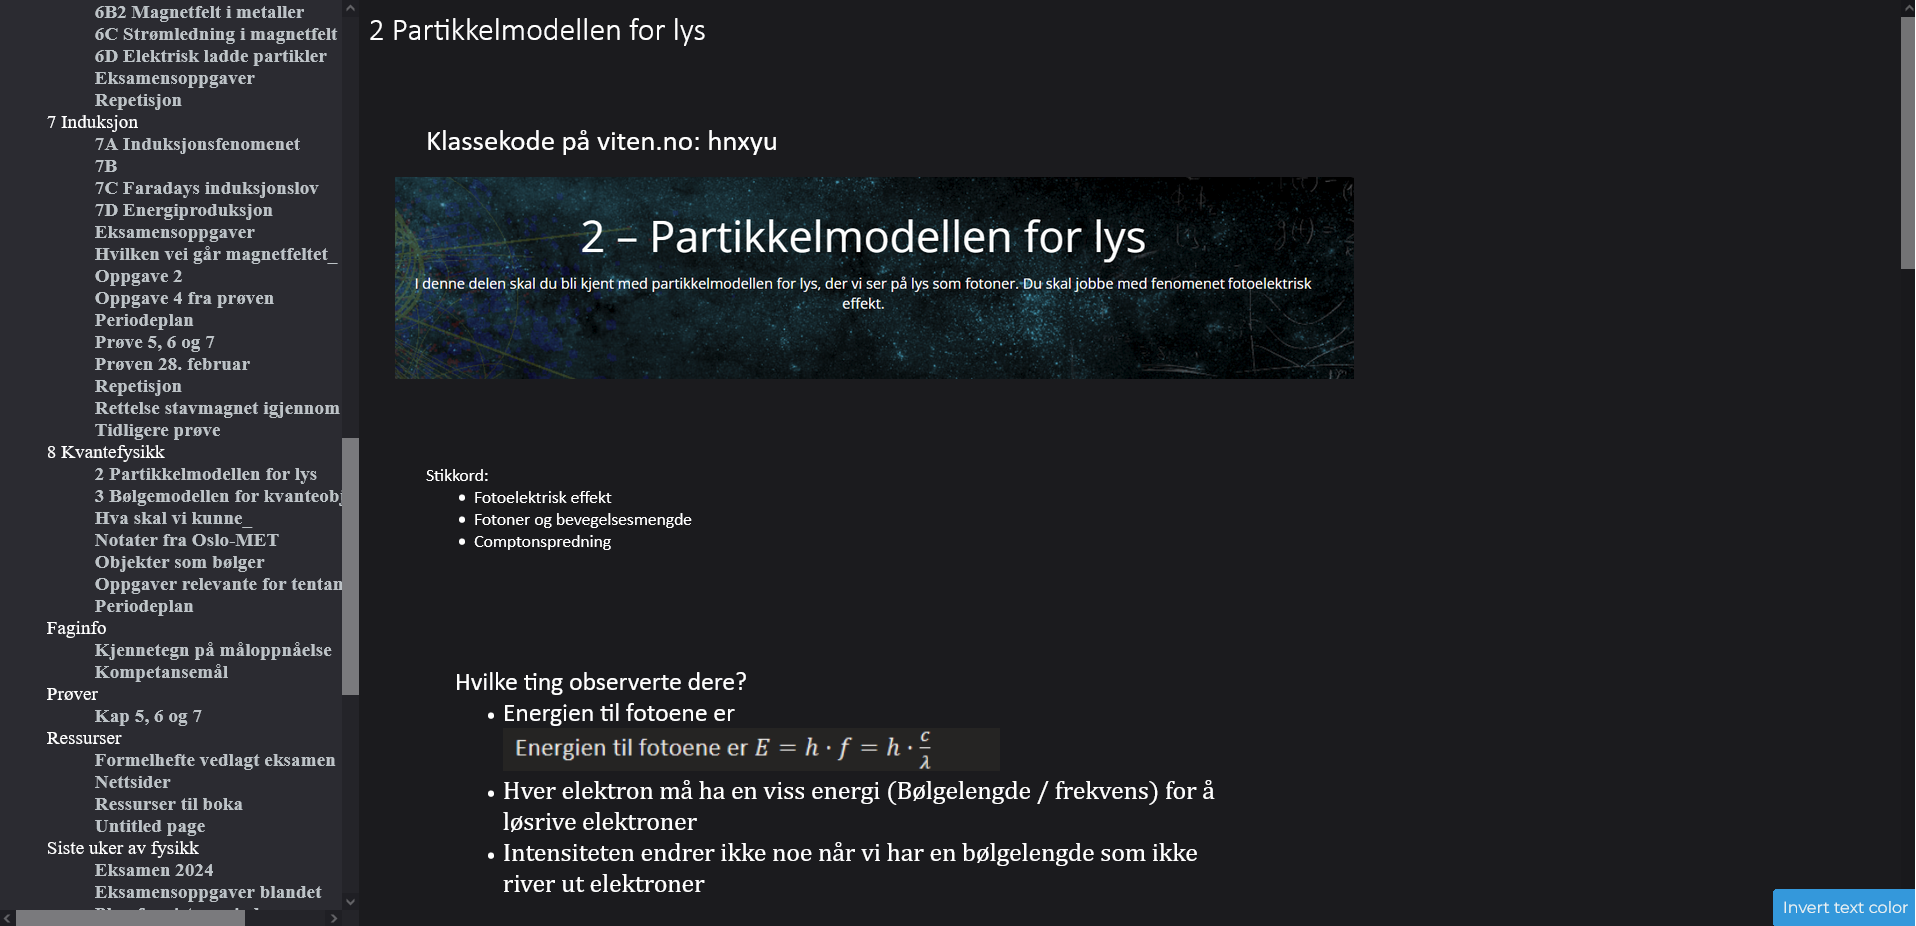 6B2 Magnetfelt i metaller
6C Strømledning i magnetfelt
6D Elektrisk ladde partikler
Eksamensoppgaver
Repetisjon
7 Induksjon
7A Induksjonsfenomenet
7B
7C Faradays induksjonslov
7D Energiproduksjon
Eksamensoppgaver
Hvilken vei går magnetfeltet_
Oppgave 2
Oppgave 4 fra prøven
Periodeplan
Prøve 5, 6 og 7
Prøven 28. februar
Repetisjon
Rettelse stavmagnet igjennom
Tidligere prøve
8 Kvantefysikk
2 Partikkelmodellen for lys
3 Bølgemodellen for kvanteobj
Hva skal vi kunne_
Notater fra Oslo-MET
Objekter som bølger
Oppgaver relevante for tentam
Periodeplan
Faginfo
Kjennetegn på måloppnåelse
Kompetansemål
Prøver
Kap 5, 6 og 7
Ressurser
Formelhefte vedlagt eksamen
Nettsider
Ressurser til boka
Untitled page
Siste uker av fysikk
Eksamen 2024
Eksamensoppgaver blandet
2 Partikkelmodellen for lys
Klassekode på viten.no: hnxyu
2 – Partikkelmodellen for lys
I denne delen skal du bli kjent med partikkelmodellen for lys, der vi ser på lys som fotoner. Du skal jobbe med fenomenet fotoelektrisk
effekt.
Stikkord:
• Fotoelektrisk effekt
• Fotoner og bevegelsesmengde
• Comptonspredning
Hvilke ting observerte dere?
• Energien til fotoene er
Energien til fotoene er E = h · f = h · c/λ
• Hver elektron må ha en viss energi (Bølgelengde / frekvens) for å
løsrive elektroner
• Intensiteten endrer ikke noe når vi har en bølgelengde som ikke
river ut elektroner
Invert text color